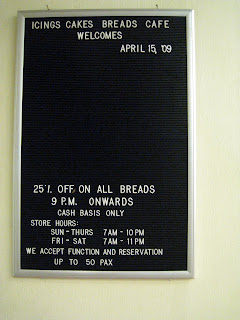 ICINGS CAKES BREADS CAFE
WELCOMES
APRIL 15, '09
25% OFF ON ALL BREADS
9 P.M. ONWARDS
CASH BASIS ONLY
STORE HOURS:
SUN - THURS 7AM - 10PM
FRI - SAT 7AM - 11PM
WE ACCEPT FUNCTION AND RESERVATION
UP TO 50 PAX